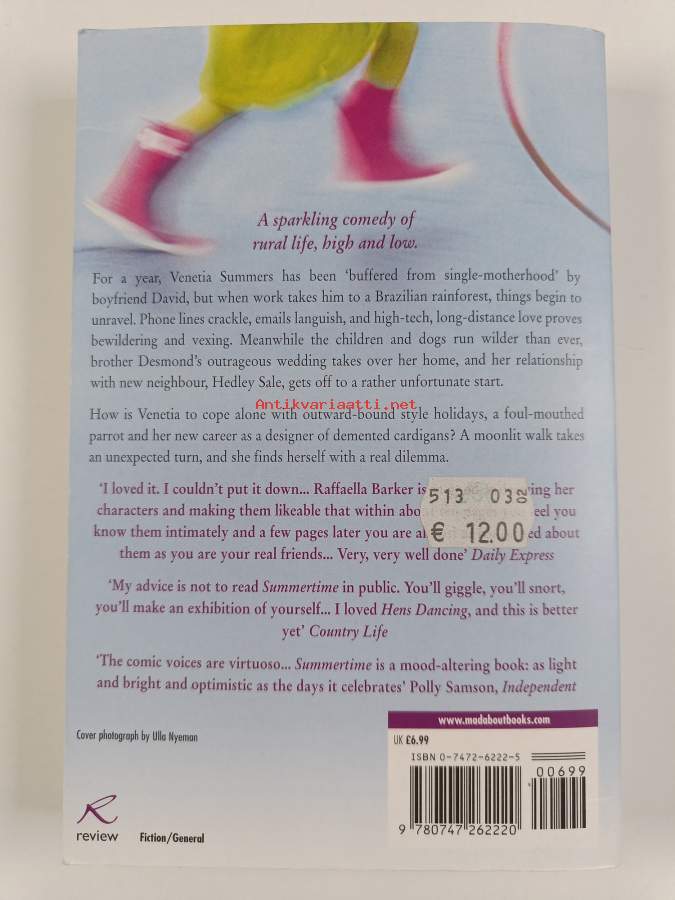 A sparkling comedy of
rural life, high and low.
For a year, Venetia Summers has been ‘buffered from single-motherhood’ by
boyfriend David, but when work takes him to a Brazilian rainforest, things begin to
unravel. Phone lines crackle, emails languish, and high-tech, long-distance love proves
bewildering and vexing. Meanwhile the children and dogs run wilder than ever,
brother Desmond’s outrageous wedding takes over her home, and her relationship
with new neighbour, Hedley Sale, gets off to a rather unfortunate start.
Antikvariaatti.net
How is Venetia to cope alone with outward-bound style holidays, a foul-mouthed
parrot and her new career as a designer of demented cardigans? A moonlit walk takes
an unexpected turn, and she finds herself with a real dilemma.
‘I loved it. I couldn’t put it down... Raffaella Barker is ing her
characters and making them likeable that within abo eel you
know them intimately and a few pages later you are a ed about
them as you are your real friends... Very, very well done’ Daily Express
513 038
€ 12.00
‘My advice is not to read Summertime in public. You’ll giggle, you’ll snort,
you’ll make an exhibition of yourself... I loved Hens Dancing, and this is better
yet’ Country Life
‘The comic voices are virtuoso... Summertime is a mood-altering book: as light
and bright and optimistic as the days it celebrates’ Polly Samson, Independent
www.madaboutbooks.com
Cover photograph by Ulla Nyeman
UK £6.99
ISBN 0-7472-6222-5
00699
9 780747 262220
R
review
Fiction/General